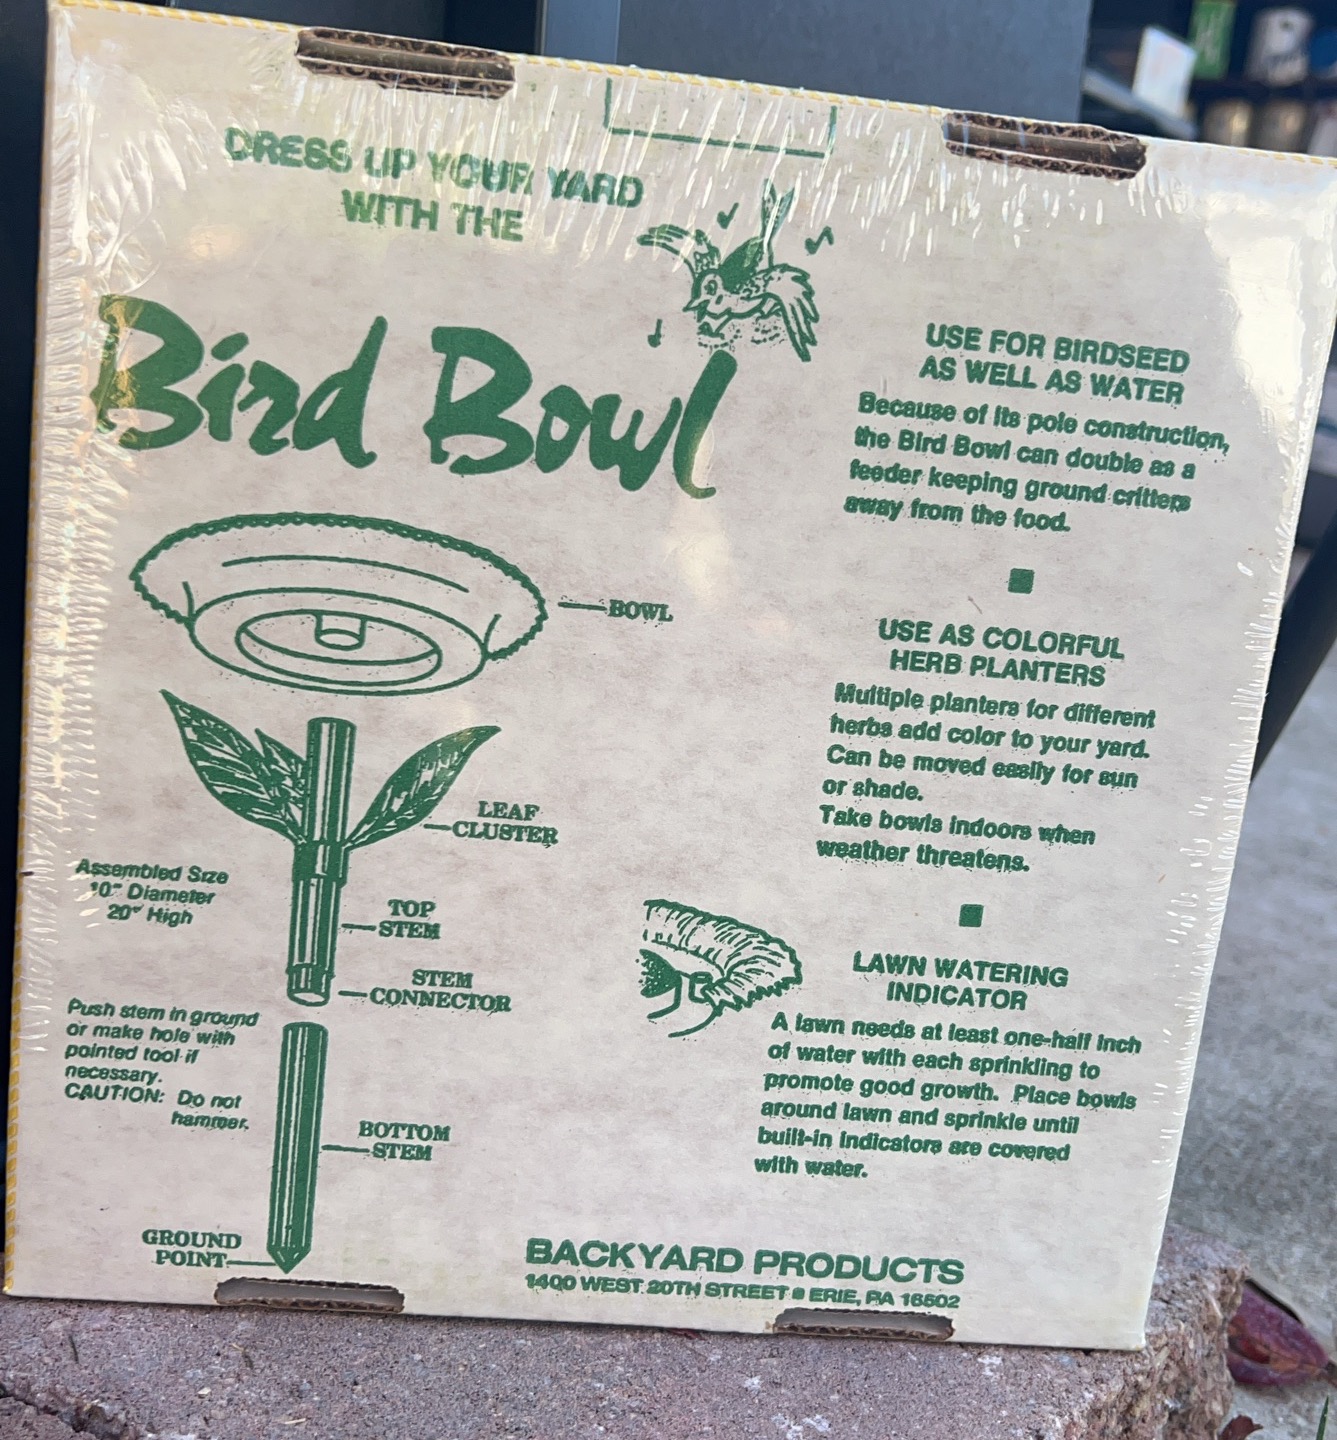 DRESS UP YOUR YARD
WITH THE
Bird Bowl
BOWL
LEAF
CLUSTER
TOP
STEM
STEM
CONNECTOR
BOTTOM
STEM
GROUND
POINT
Assembled Size
10" Diameter
20" High
Push stem in ground
or make hole with
pointed tool if
necessary.
CAUTION: Do not
hammer.
USE FOR BIRDSEED
AS WELL AS WATER
Because of its pole construction,
the Bird Bowl can double as a
feeder keeping ground critters
away from the food.
USE AS COLORFUL
HERB PLANTERS
Multiple planters for different
herbs add color to your yard.
Can be moved easily for sun
or shade.
Take bowls indoors when
weather threatens.
LAWN WATERING
INDICATOR
A lawn needs at least one-half inch
of water with each sprinkling to
promote good growth. Place bowls
around lawn and sprinkle until
built-in indicators are covered
with water.
BACKYARD PRODUCTS
1400 WEST 20TH STREET • ERIE, PA 16502